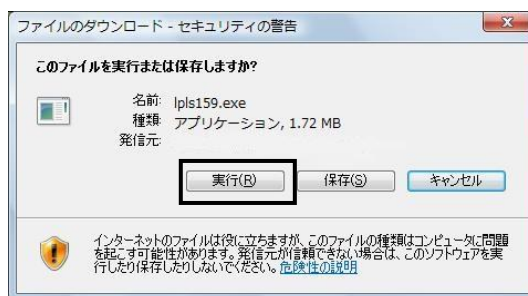 ファイルのダウンロード - セキュリティの警告
このファイルを実行または保存しますか?
名前: lpls159.exe
種類: アプリケーション, 1.72 MB
発信元:
実行(R) 保存(S) キャンセル
インターネットのファイルは役に立ちますが、このファイルの種類はコンピュータに問題
を起こす可能性があります。発信元が信頼できない場合は、このソフトウェアを実
行したり保存したりしないでください。危険性の説明